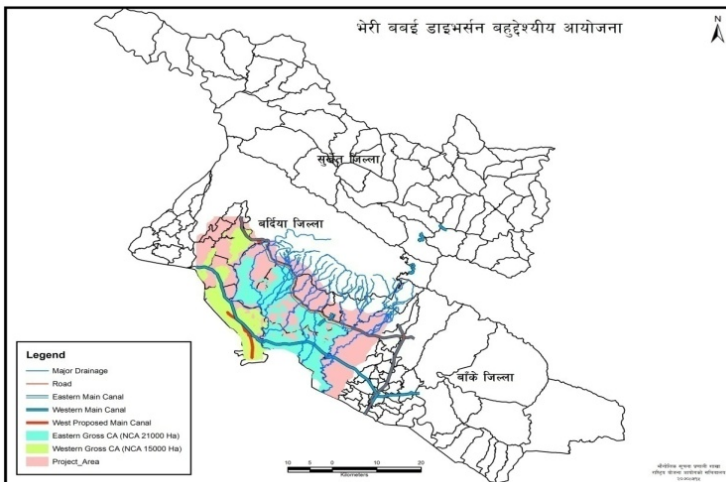 भेरी बबई डाइभर्सन बहुद्देश्यीय आयोजना
N
सुर्खेत जिल्ला
बर्दिया जिल्ला
बाँके जिल्ला
Legend
Major Drainage
Road
Eastern Main Canal
Western Main Canal
West Proposed Main Canal
Eastern Gross CA (NCA 21000 Ha)
Western Gross CA (NCA 15000 Ha)
Project_Area
10 5 0 10 20
Kilometers